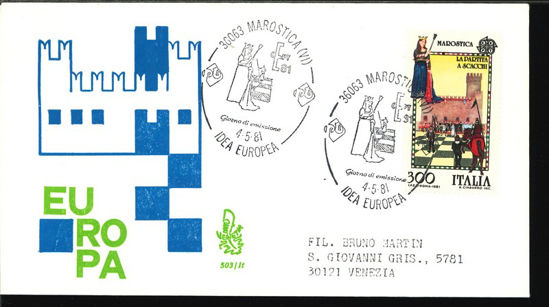 36063 MAROSTICA (VI)
E CEPT 81
Giorno di emissione
4-5-81
IDEA EUROPEA
36063 MAROSTICA
81
Giorno di emissione
4-5-81
IDEA EUROPEA
MAROSTICA
LA PARTITA
A SCACCHI
300 ITALIA
EU
RO
PA
503/It
FIL. BRUNO MARTIN
S. GIOVANNI GRIS., 5781
30121 VENEZIA